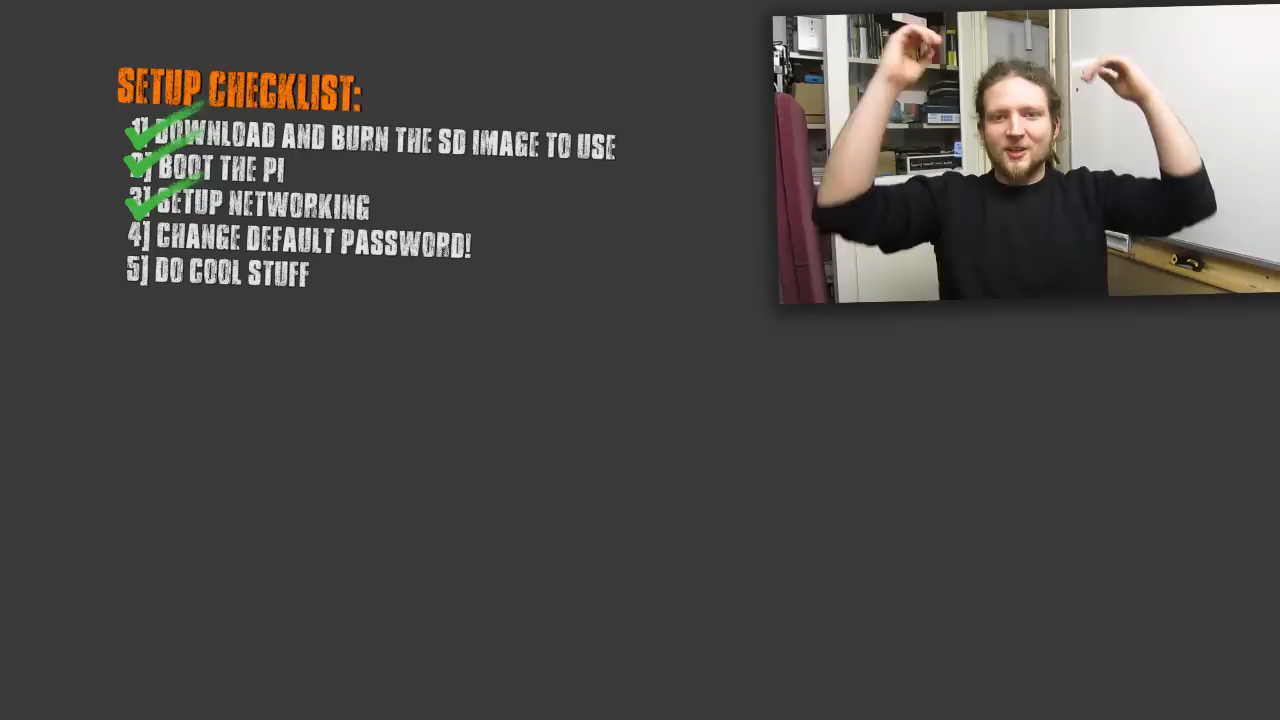 SETUP CHECKLIST:
1] DOWNLOAD AND BURN THE SD IMAGE TO USE
2] BOOT THE PI
3] SETUP NETWORKING
4] CHANGE DEFAULT PASSWORD!
5] DO COOL STUFF